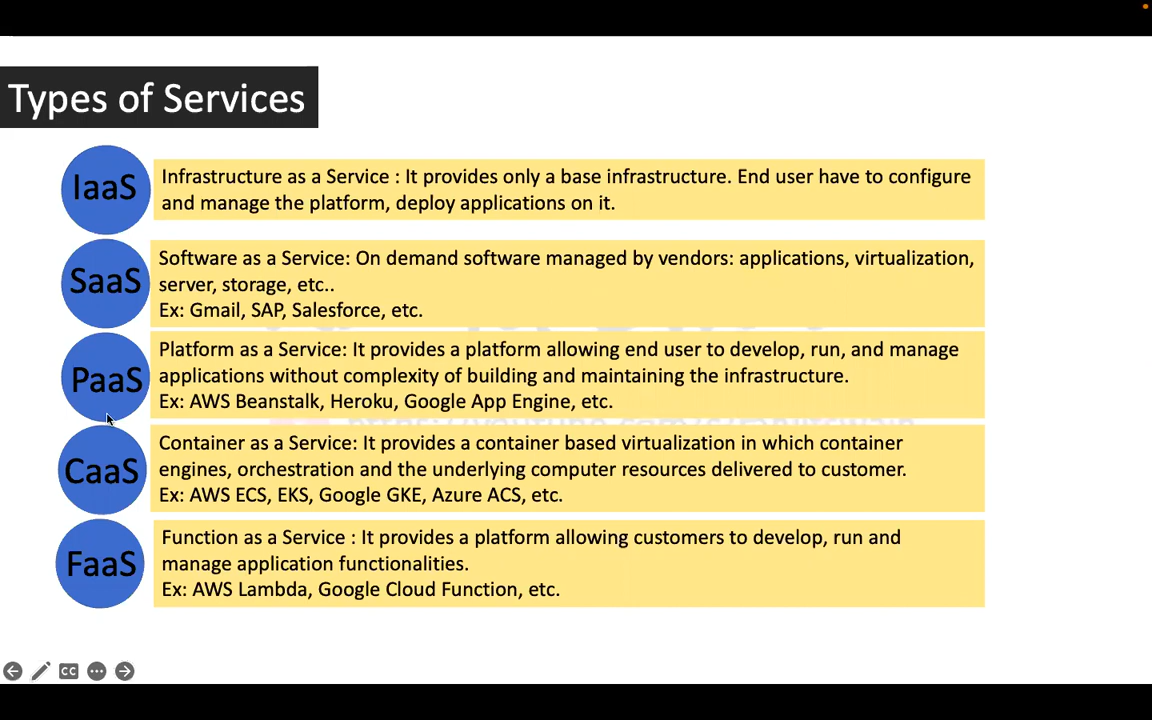 Types of Services
IaaS
Infrastructure as a Service : It provides only a base infrastructure. End user have to configure
and manage the platform, deploy applications on it.
SaaS
Software as a Service: On demand software managed by vendors: applications, virtualization,
server, storage, etc..
Ex: Gmail, SAP, Salesforce, etc.
PaaS
Platform as a Service: It provides a platform allowing end user to develop, run, and manage
applications without complexity of building and maintaining the infrastructure.
Ex: AWS Beanstalk, Heroku, Google App Engine, etc.
CaaS
Container as a Service: It provides a container based virtualization in which container
engines, orchestration and the underlying computer resources delivered to customer.
Ex: AWS ECS, EKS, Google GKE, Azure ACS, etc.
FaaS
Function as a Service : It provides a platform allowing customers to develop, run and
manage application functionalities.
Ex: AWS Lambda, Google Cloud Function, etc.
CC